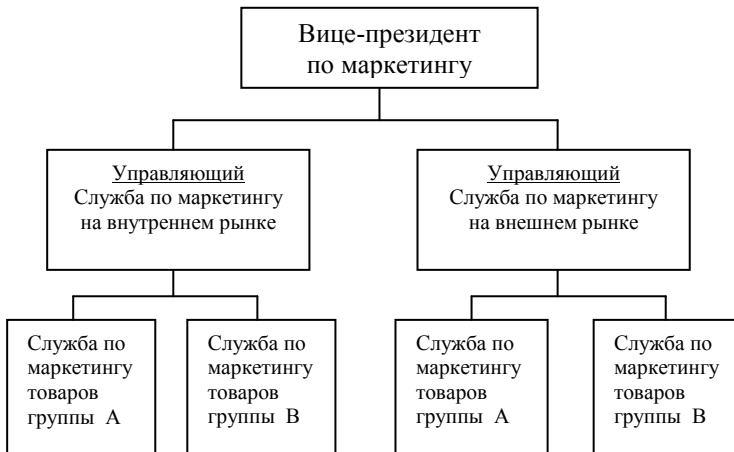 Вице-президент
по маркетингу
Управляющий
Служба по маркетингу
на внутреннем рынке
Управляющий
Служба по маркетингу
на внешнем рынке
Служба по
маркетингу
товаров
группы А
Служба по
маркетингу
товаров
группы В
Служба по
маркетингу
товаров
группы А
Служба по
маркетингу
товаров
группы В